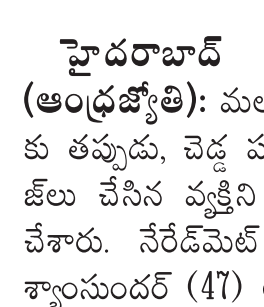 హైదరాబాద్
(ఆంధ్రజ్యోతి):
కు తప్పుడు, చెడ్డ
జ్‌లు చేసిన వ్యక్తిని
చేశారు. నేరేడ్‌మెట్
శ్యాంసుందర్ (47)